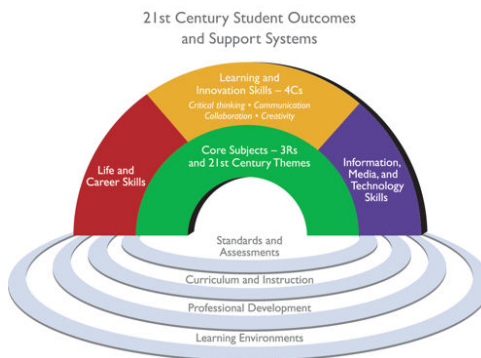 21st Century Student Outcomes
and Support Systems
Learning and
Innovation Skills – 4Cs
Critical thinking • Communication
Collaboration • Creativity
Core Subjects – 3Rs
and 21st Century Themes
Life and
Career Skills
Information,
Media, and
Technology
Skills
Standards and
Assessments
Curriculum and Instruction
Professional Development
Learning Environments